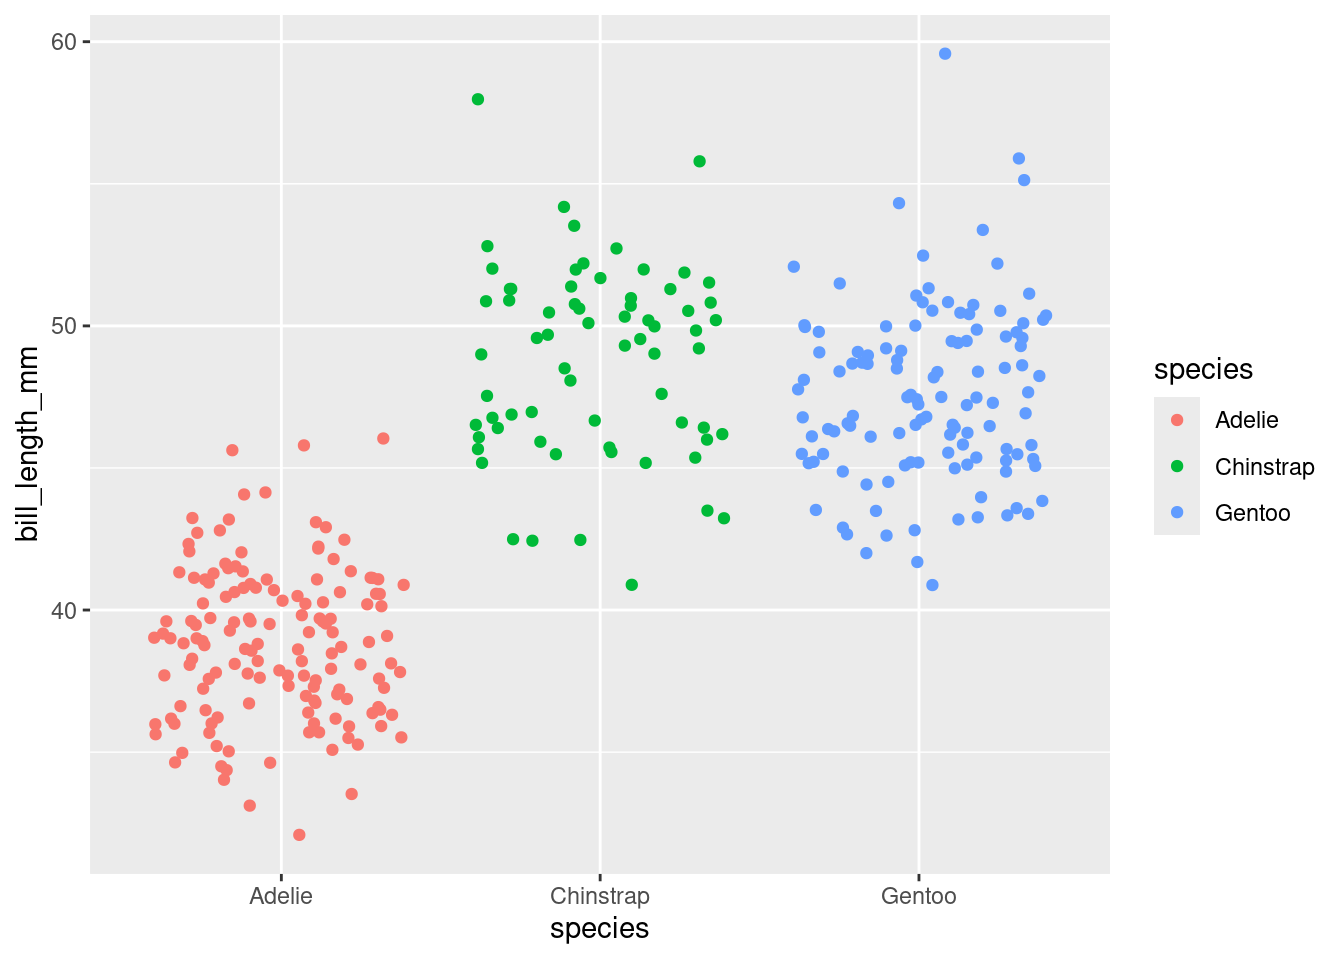 60
50
40
bill_length_mm
Adelie
Chinstrap
Gentoo
species
species
Adelie
Chinstrap
Gentoo